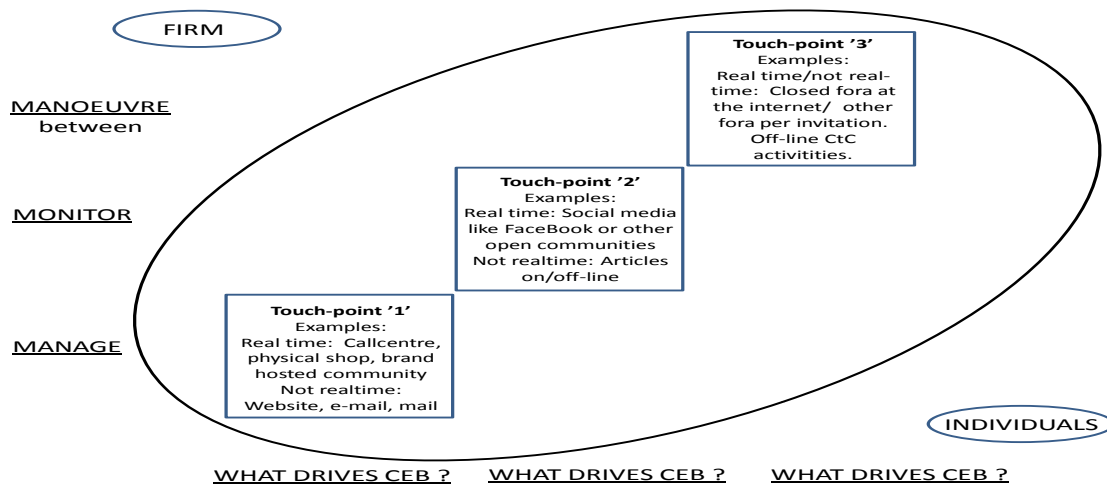 FIRM
MANOEUVRE
between
MONITOR
MANAGE
Touch-point ’3’
Examples:
Real time/not real-
time:  Closed fora at
the internet/  other
fora per invitation.
Off-line CtC
activitities.
Touch-point ’2’
Examples:
Real time: Social media
like FaceBook or other
open communities
Not realtime: Articles
on/off-line
Touch-point ’1’
Examples:
Real time:  Callcentre,
physical shop, brand
hosted community
Not realtime:
Website, e-mail, mail
INDIVIDUALS
WHAT DRIVES CEB ?
WHAT DRIVES CEB ?
WHAT DRIVES CEB ?